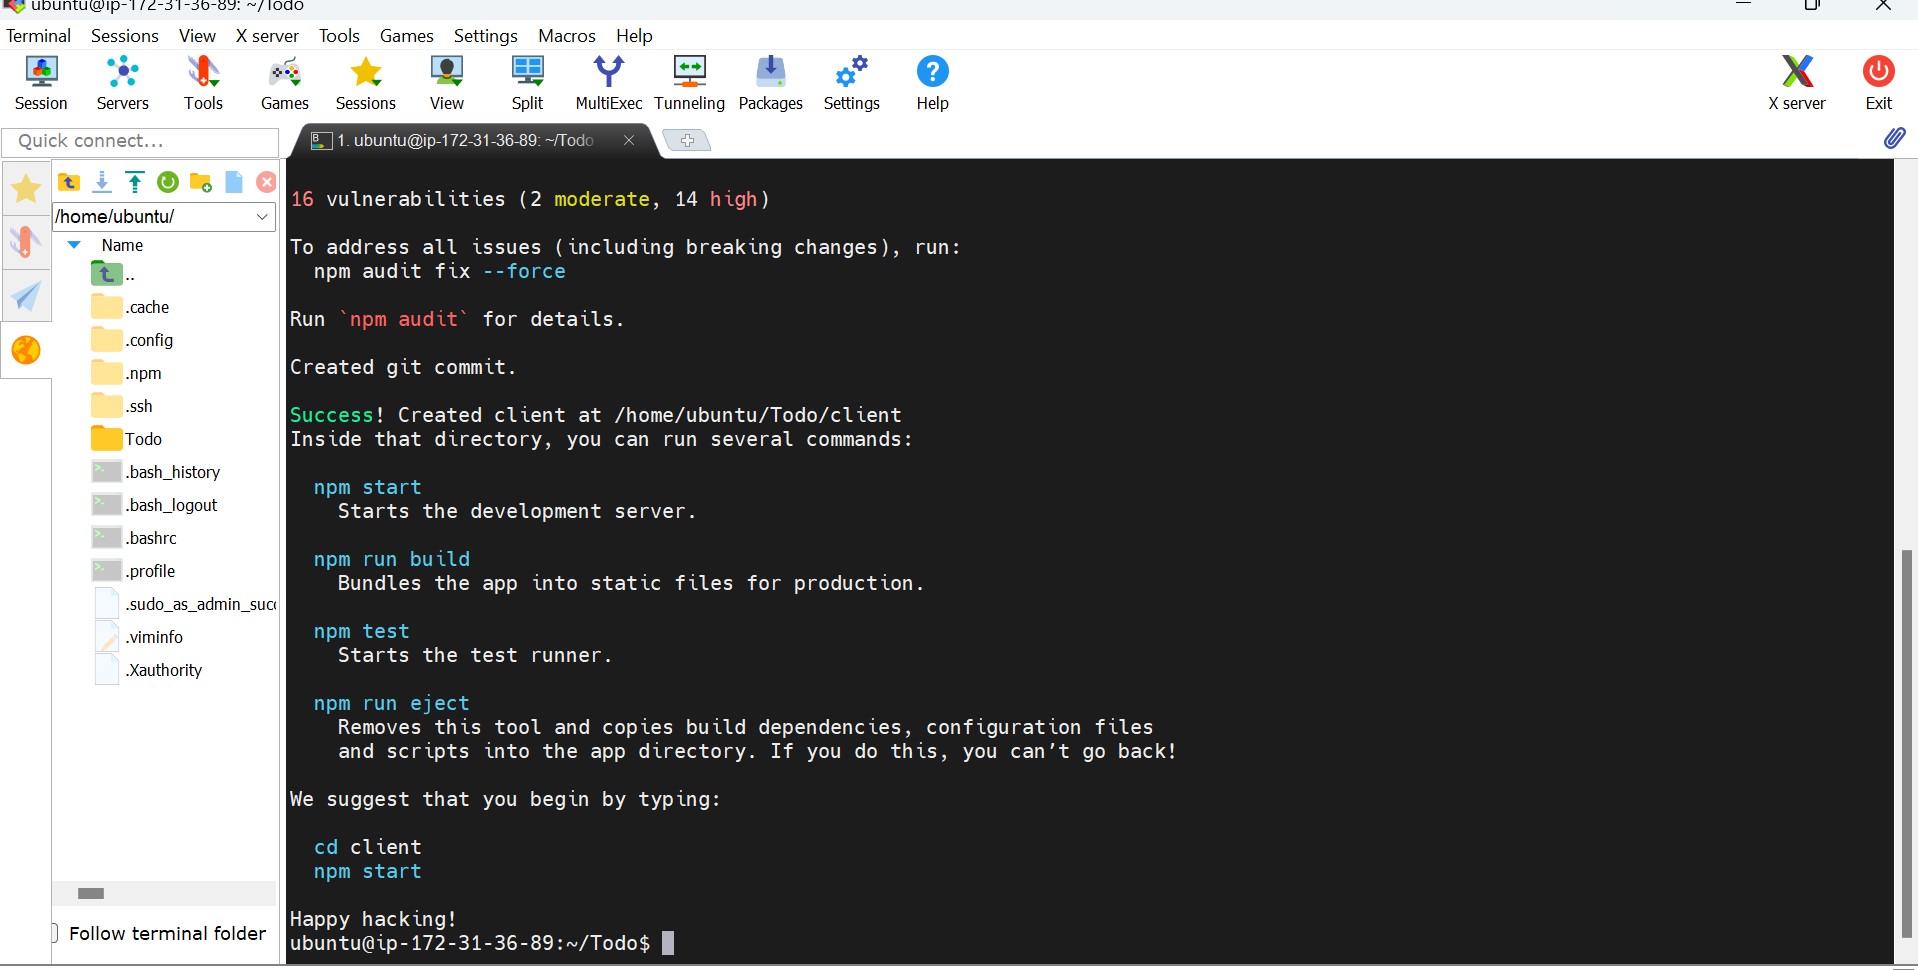 ubuntu@ip-172-31-36-89: ~/Todo
Terminal Sessions View X server Tools Games Settings Macros Help
Session Servers Tools Games Sessions View Split MultiExec Tunneling Packages Settings Help X server Exit
Quick connect...
1. ubuntu@ip-172-31-36-89: ~/Todo
/home/ubuntu/
Name
..
.cache
.config
.npm
.ssh
Todo
.bash_history
.bash_logout
.bashrc
.profile
.sudo_as_admin_suc
.viminfo
.Xauthority
Follow terminal folder
16 vulnerabilities (2 moderate, 14 high)
To address all issues (including breaking changes), run:
npm audit fix --force
Run `npm audit` for details.
Created git commit.
Success! Created client at /home/ubuntu/Todo/client
Inside that directory, you can run several commands:
npm start
Starts the development server.
npm run build
Bundles the app into static files for production.
npm test
Starts the test runner.
npm run eject
Removes this tool and copies build dependencies, configuration files
and scripts into the app directory. If you do this, you can’t go back!
We suggest that you begin by typing:
cd client
npm start
Happy hacking!
ubuntu@ip-172-31-36-89:~/Todo$